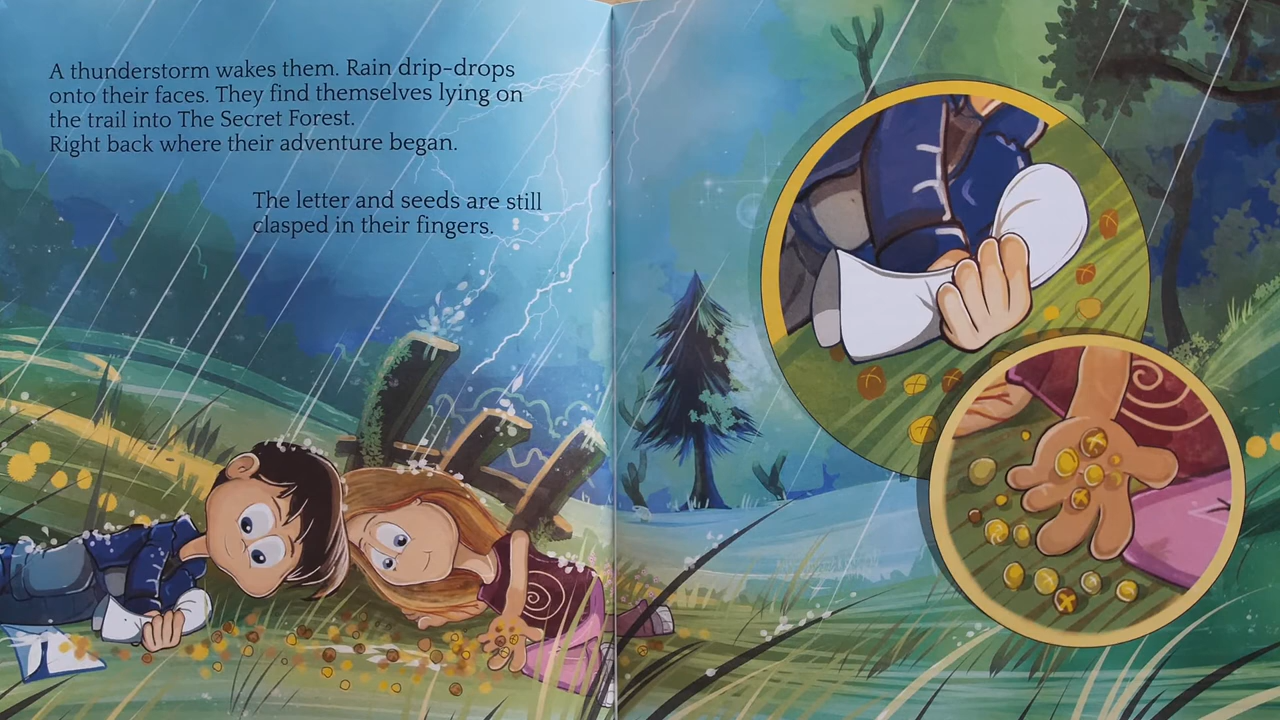 A thunderstorm wakes them. Rain drip-drops
onto their faces. They find themselves lying on
the trail into The Secret Forest.
Right back where their adventure began.
The letter and seeds are still
clasped in their fingers.